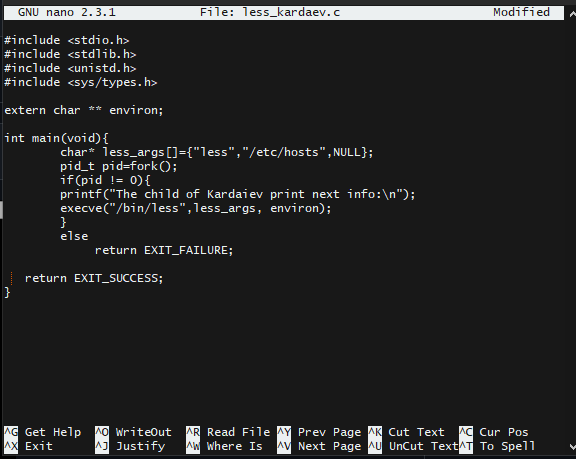 GNU nano 2.3.1 File: less_kardaev.c Modified
#include <stdio.h>
#include <stdlib.h>
#include <unistd.h>
#include <sys/types.h>
extern char ** environ;
int main(void){
char* less_args[]={"less","/etc/hosts",NULL};
pid_t pid=fork();
if(pid != 0){
printf("The child of Kardaiev print next info:\n");
execve("/bin/less",less_args, environ);
}
else
return EXIT_FAILURE;
return EXIT_SUCCESS;
}
^G Get Help ^O WriteOut ^R Read File ^Y Prev Page ^K Cut Text ^C Cur Pos
^X Exit ^J Justify ^W Where Is ^V Next Page ^U UnCut Text ^T To Spell